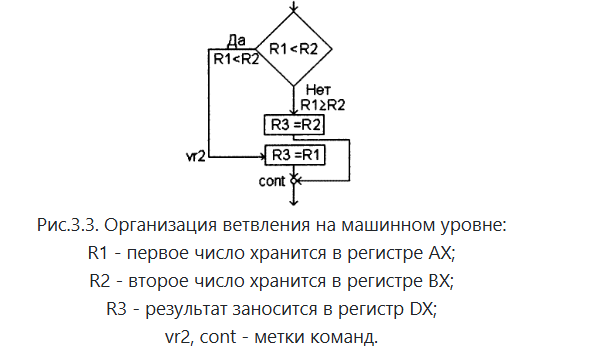 Да
R1<R2
R1<R2
Нет
R1≥R2
R3 =R2
vr2
R3 =R1
cont
Рис.3.3. Организация ветвления на машинном уровне:
R1 - первое число хранится в регистре AX;
R2 - второе число хранится в регистре BX;
R3 - результат заносится в регистр DX;
vr2, cont - метки команд.